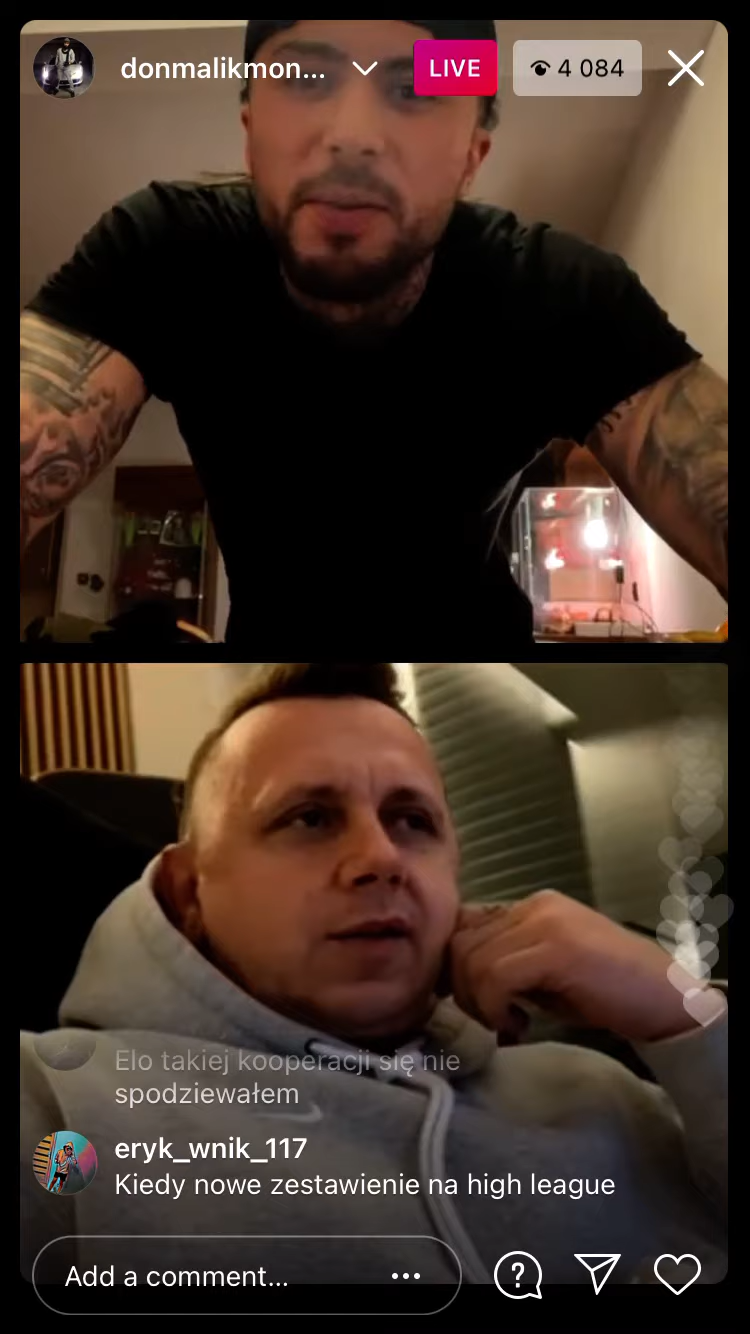 donmalikmon...
LIVE
4 084
Elo takiej kooperacji się nie
spodziewałem
eryk_wnik_117
Kiedy nowe zestawienie na high league
Add a comment...